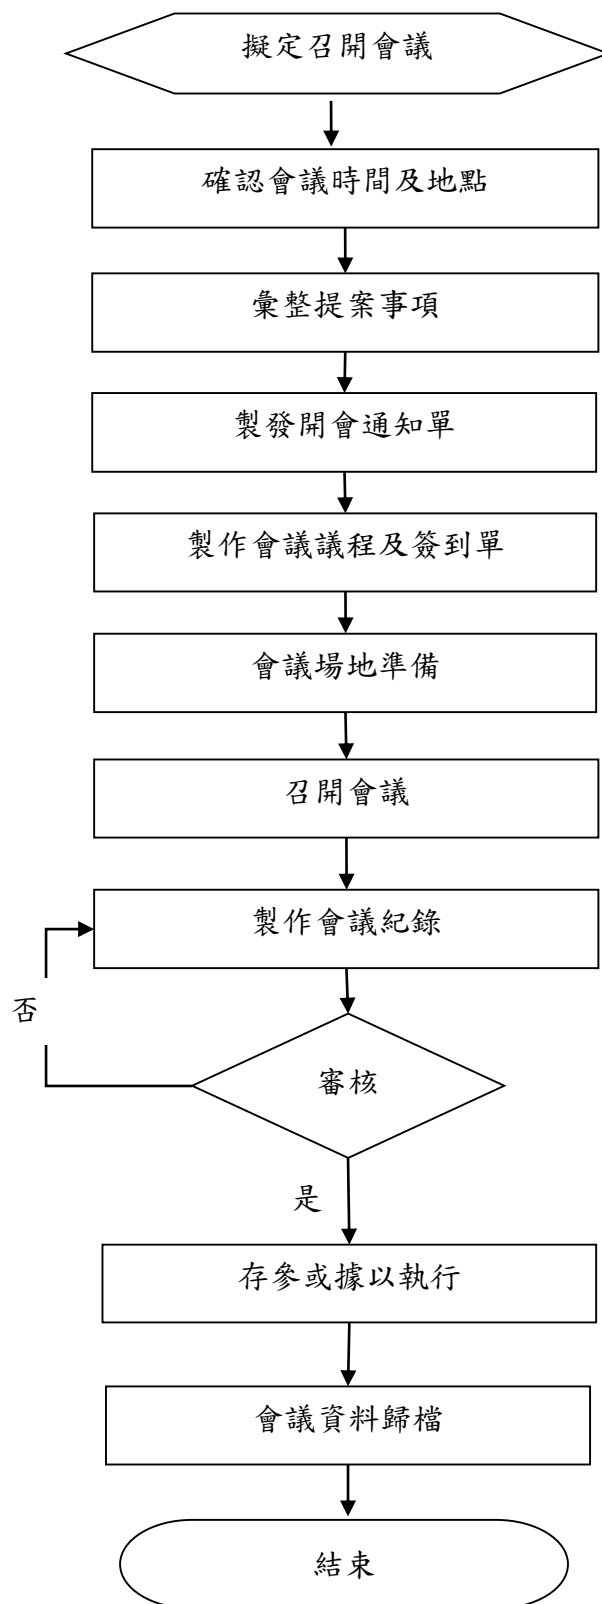 擬定召開會議
確認會議時間及地點
彙整提案事項
製發開會通知單
製作會議議程及簽到單
會議場地準備
召開會議
製作會議紀錄
否
審核
是
存參或據以執行
會議資料歸檔
結束